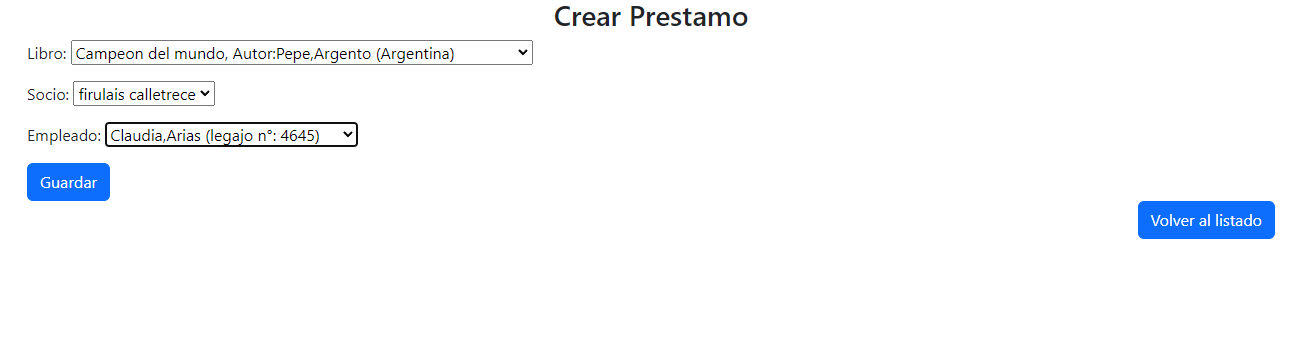 Crear Prestamo
Libro: Campeon del mundo, Autor:Pepe,Argento (Argentina)
Socio: firulais calletrece
Empleado: Claudia,Arias (legajo n°: 4645)
Guardar
Volver al listado